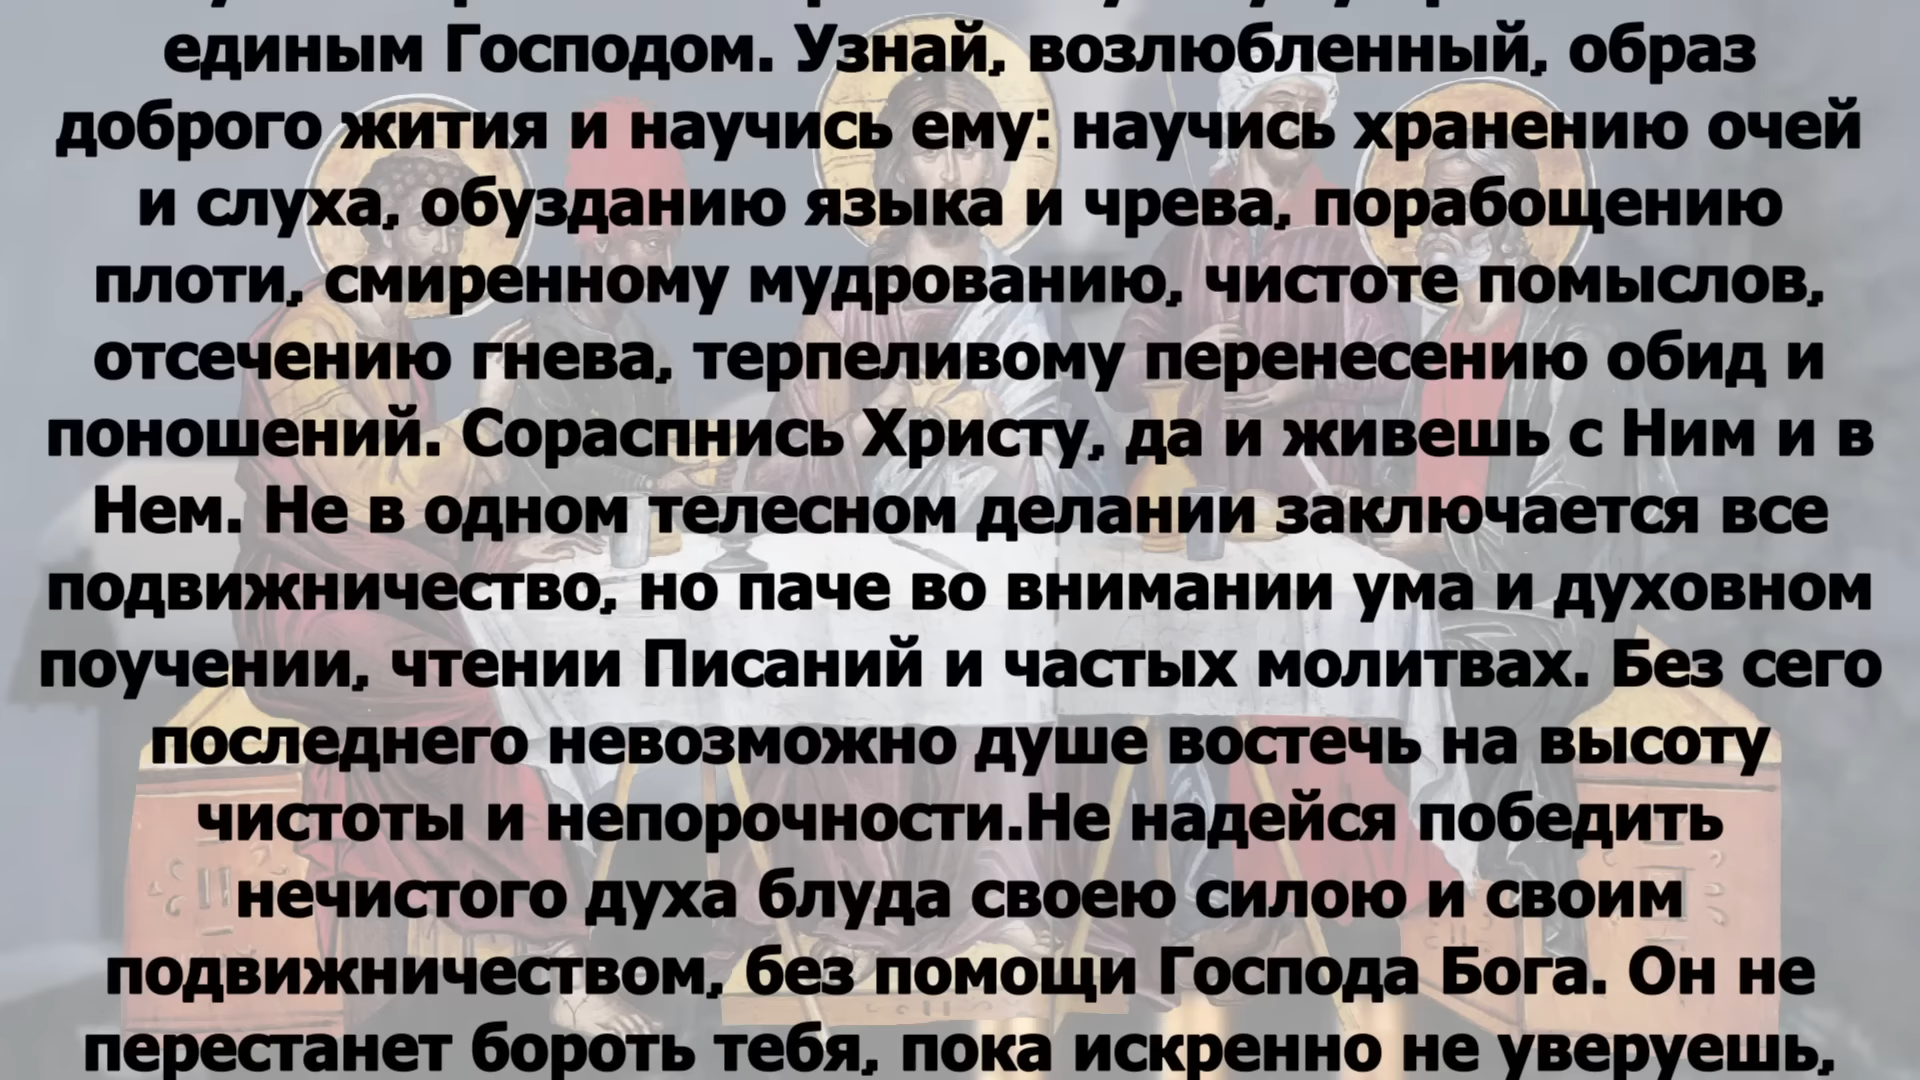 единым Господом. Узнай, возлюбленный, образ
доброго жития и научись ему: научись хранению очей
и слуха, обузданию языка и чрева, порабощению
плоти, смиренному мудрованию, чистоте помыслов,
отсечению гнева, терпеливому перенесению обид и
поношений. Сораспнись Христу, да и живешь с Ним и в
Нем. Не в одном телесном делании заключается все
подвижничество, но паче во внимании ума и духовном
поучении, чтении Писаний и частых молитвах. Без сего
последнего невозможно душе востечь на высоту
чистоты и непорочности.Не надейся победить
нечистого духа блуда своею силою и своим
подвижничеством, без помощи Господа Бога. Он не
перестанет бороть тебя, пока искренно не уверуешь,